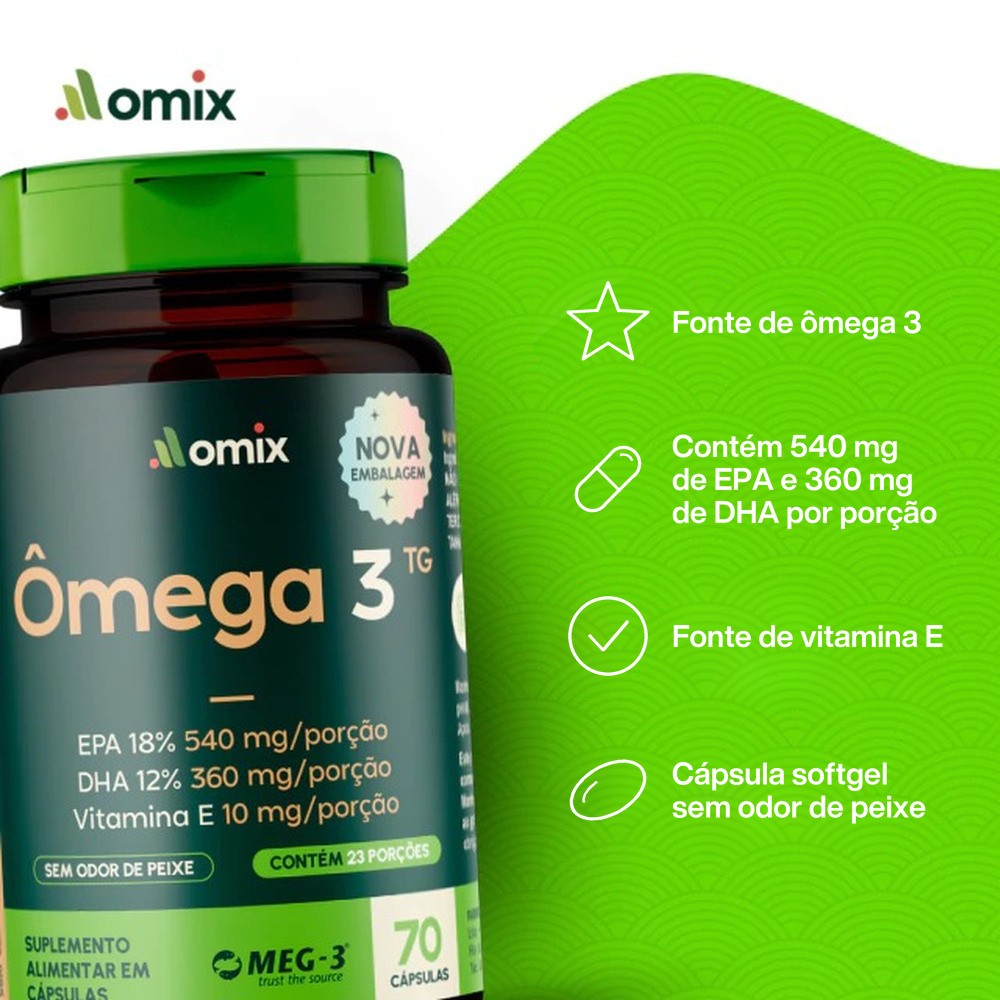 omix
omix
NOVA
EMBALAGEM
Ômega 3 TG
EPA 18% 540 mg/porção
DHA 12% 360 mg/porção
Vitamina E 10 mg/porção
SEM ODOR DE PEIXE
CONTÉM 23 PORÇÕES
SUPLEMENTO
ALIMENTAR EM
CÁPSULAS
MEG-3®
trust the source
70
CÁPSULAS
Fonte de ômega 3
Contém 540 mg
de EPA e 360 mg
de DHA por porção
Fonte de vitamina E
Cápsula softgel
sem odor de peixe